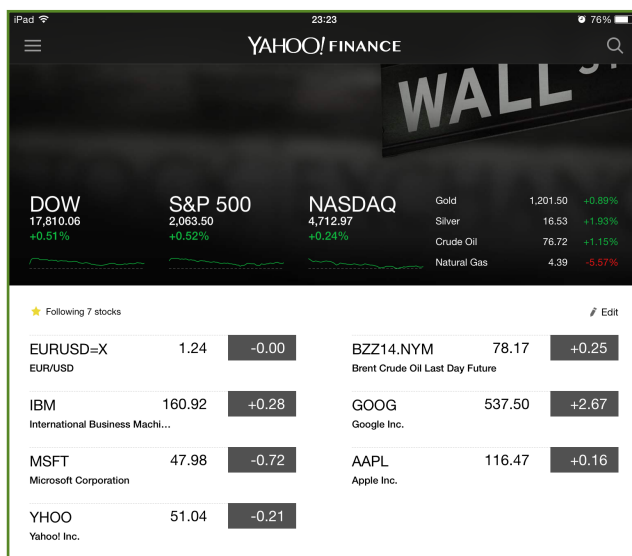 iPad 23:23 76%
YAHOO! FINANCE
WALL ST
DOW
17,810.06
+0.51%
S&P 500
2,063.50
+0.52%
NASDAQ
4,712.97
+0.24%
Gold 1,201.50 +0.89%
Silver 16.53 +1.93%
Crude Oil 76.72 +1.15%
Natural Gas 4.39 -5.57%
Following 7 stocks Edit
EURUSD=X 1.24 -0.00
EUR/USD
BZZ14.NYM 78.17 +0.25
Brent Crude Oil Last Day Future
IBM 160.92 +0.28
International Business Machi...
GOOG 537.50 +2.67
Google Inc.
MSFT 47.98 -0.72
Microsoft Corporation
AAPL 116.47 +0.16
Apple Inc.
YHOO 51.04 -0.21
Yahoo! Inc.